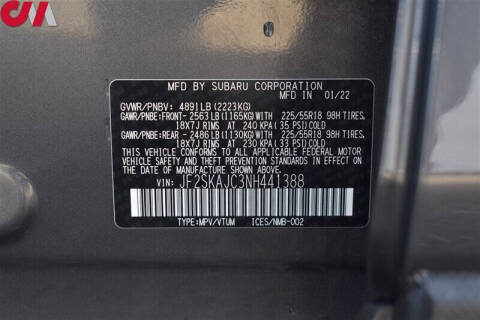 CIA
MFD BY SUBARU CORPORATION
MFD IN 01/22
GVWR/PNBV: 4891LB (2223KG)
GAWR/PNBE:FRONT- 2563LB(1165KG)WITH 225/55R18 98H TIRES,
18X7J RIMS AT 240 KPA( 35 PSI)COLD
GAWR/PNBE:REAR - 2486LB(1130KG)WITH 225/55R18 98H TIRES,
18X7J RIMS AT 230 KPA( 33 PSI)COLD
THIS VEHICLE CONFORMS TO ALL APPLICABLE FEDERAL MOTOR
VEHICLE SAFETY AND THEFT PREVENTION STANDARDS IN EFFECT ON
THE DATE OF MANUFACTURE SHOWN ABOVE.
VIN: JF2SKAJC3NH441388
TYPE:MPV/VTUM ICES/NMB-002